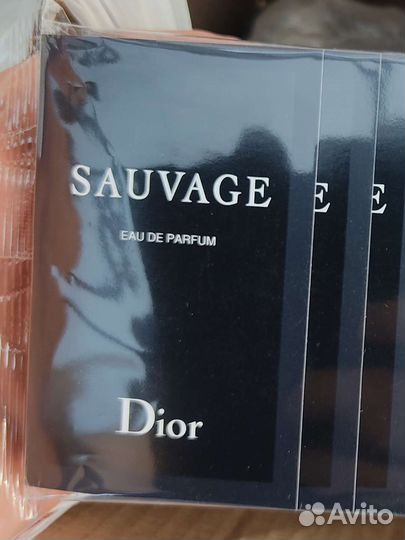 SAUVAGE E E
EAU DE PARFUM
Dior
Avito